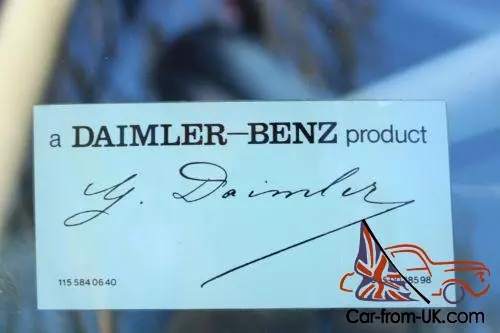 a DAIMLER–BENZ product
G. Daimler
115 584 06 40
Car-from-UK.com